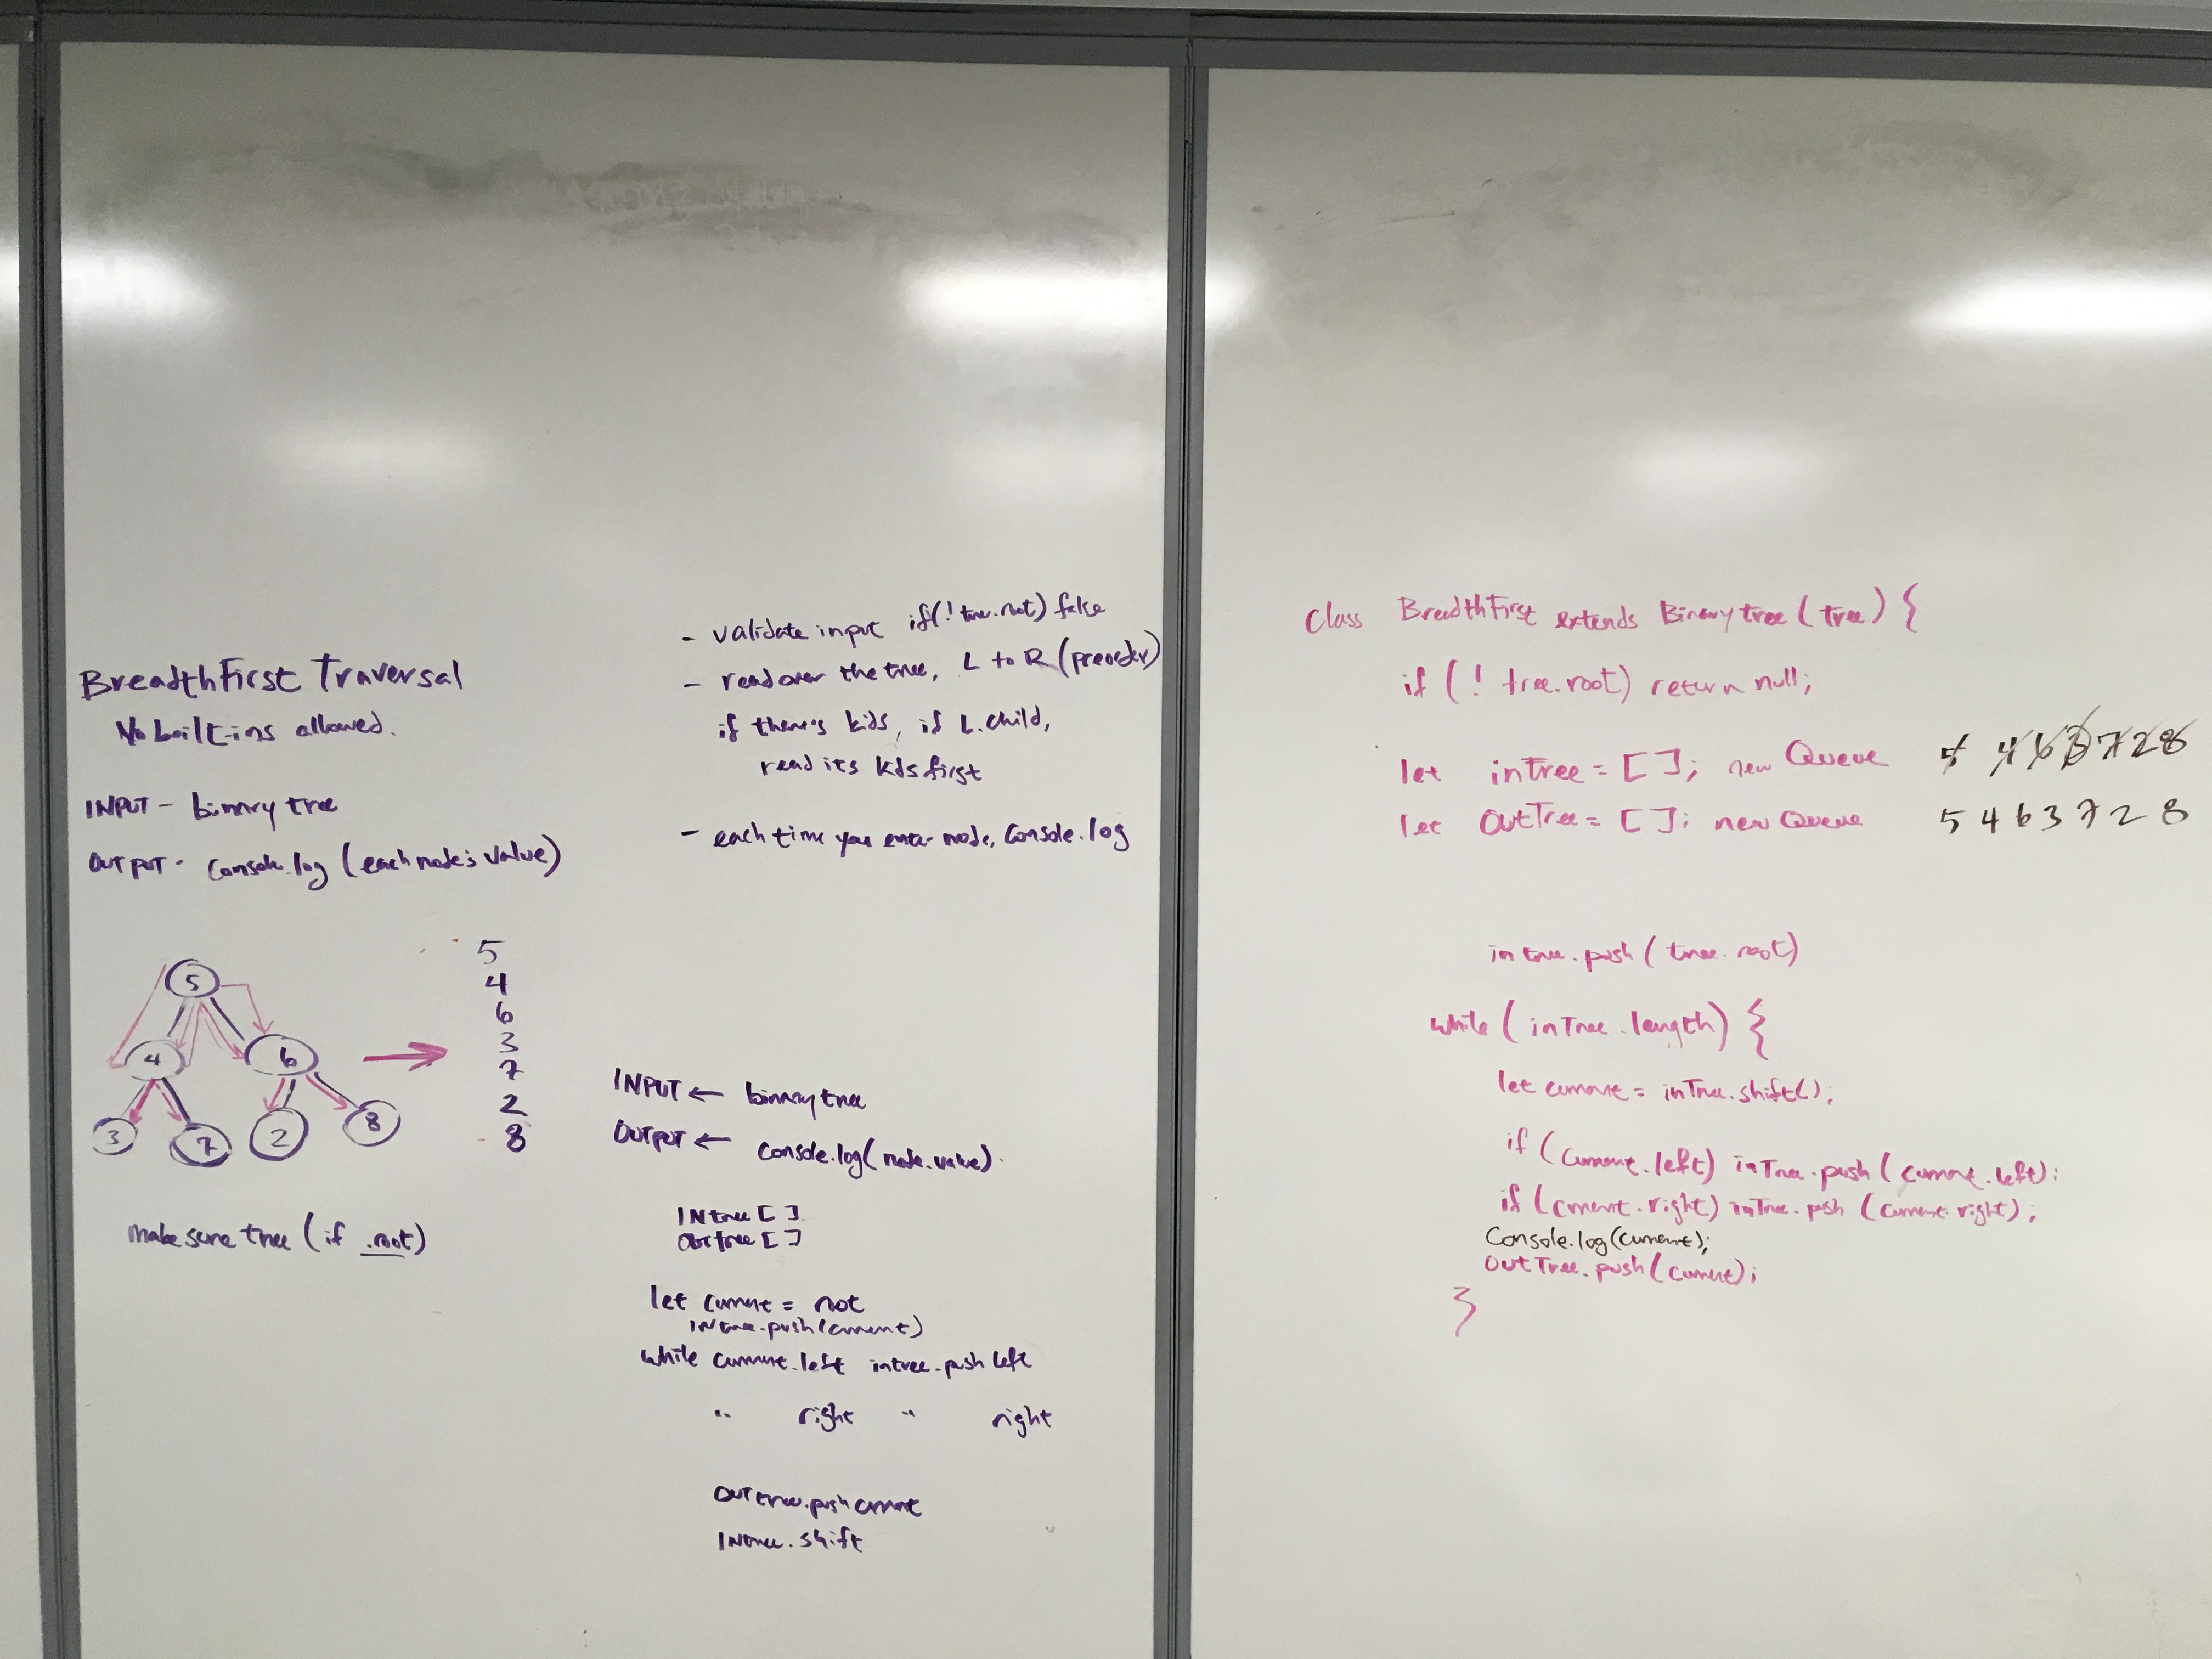 BreadthFirst Traversal
No built-ins allowed.
INPUT - binary tree
OUTPUT - Console.log (each node's value)
5
4 6
3 7 2 8
5
4
6
3
7
2
8
make sure tree (if .root)
- validate input if(! tree.root) false
- read over the tree, L to R (preorder)
if there's kids, if L.child,
read its kids first
- each time you enter node, Console.log
INPUT ← binary tree
OUTPUT ← Console.log(node.value).
INtree [ ]
OUTtree [ ]
let current = root
INtree.push(current)
while current.left intree.push left
" right " right
OUTtree.push current
INtree.shift
Class BreadthFirst extends Binary tree (tree) {
if (! tree.root) return null;
let inTree = [ ]; new Queue 5 4 6 3 7 2 8
let OutTree = [ ]; new Queue 5 4 6 3 7 2 8
in tree.push (tree.root)
while (inTree.length) {
let current = inTree.shift();
if (current.left) inTree.push (current.left);
if (current.right) inTree.push (current.right);
Console.log(current);
OutTree.push(current);
}